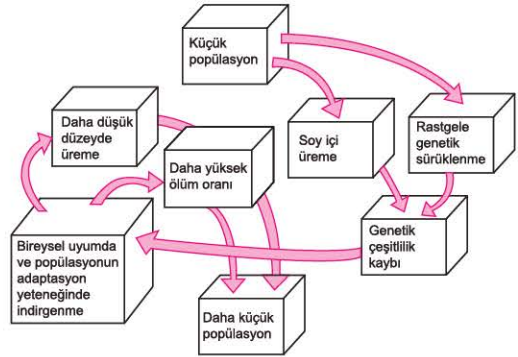 Küçük
popülasyon
Daha düşük
düzeyde
üreme
Daha yüksek
ölüm oranı
Soy içi
üreme
Rastgele
genetik
sürüklenme
Bireysel uyumda
ve popülasyonun
adaptasyon
yeteneğinde
indirgenme
Genetik
çeşitlilik
kaybı
Daha küçük
popülasyon